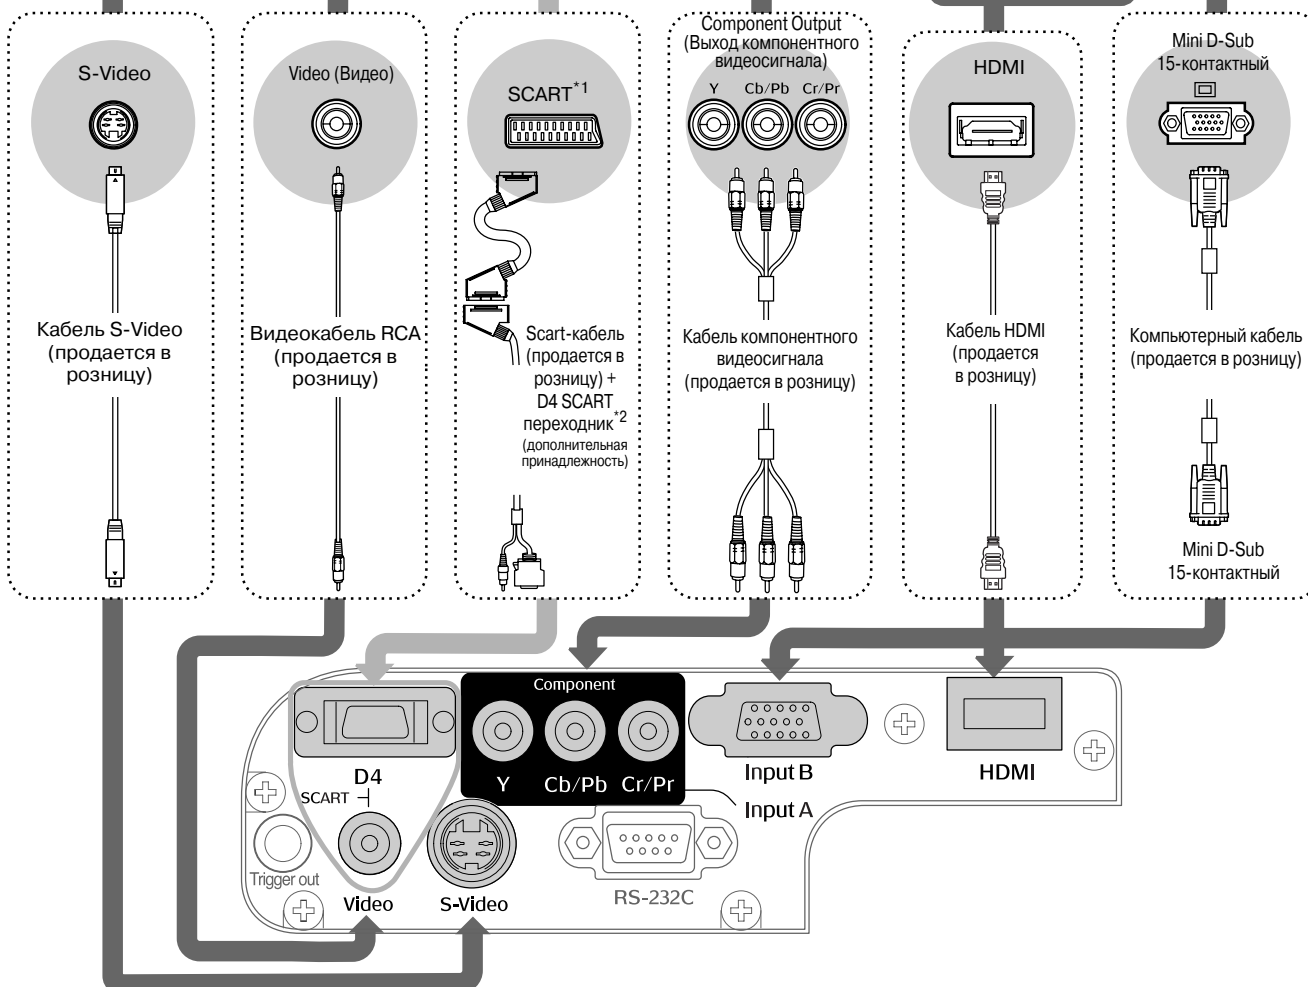 S-Video
Кабель S-Video
(продается в
розницу)
Video (Видео)
Видеокабель RCA
(продается в
розницу)
SCART*1
Scart-кабель
(продается в
розницу) +
D4 SCART
переходник*2
(дополнительная
принадлежность)
Component Output
(Выход компонентного
видеосигнала)
Y Cb/Pb Cr/Pr
Кабель компонентного
видеосигнала
(продается в розницу)
HDMI
Кабель HDMI
(продается
в розницу)
Mini D-Sub
15-контактный
Компьютерный кабель
(продается в розницу)
Mini D-Sub
15-контактный
Component
Y Cb/Pb Cr/Pr
Input A
Input B
HDMI
D4
SCART
Trigger out
Video
S-Video
RS-232C